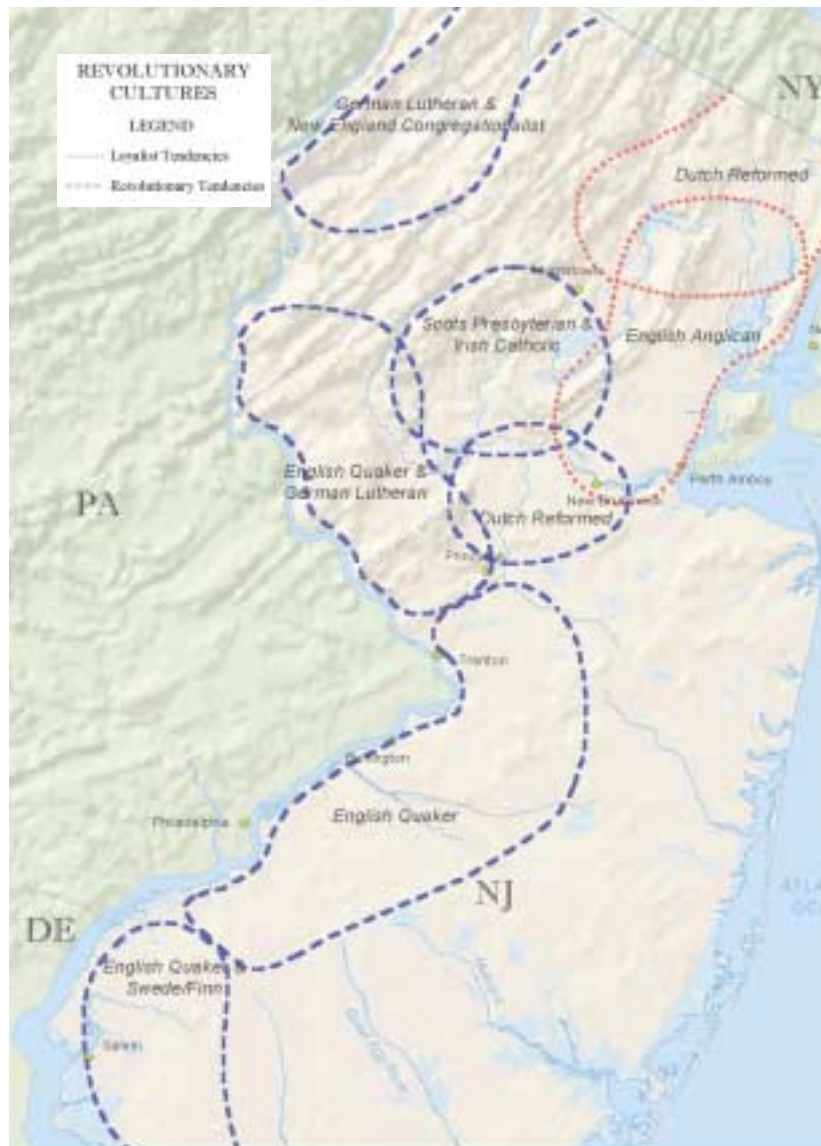 REVOLUTIONARY
CULTURES
LEGEND
Loyalist Tendencies
Revolutionary Tendencies
NY
German Lutheran &
New England Congregationalist
Dutch Reformed
Scots Presbyterian &
Irish Catholic
English Anglican
English Quaker &
German Lutheran
PA
Perth Amboy
New Brunswick
Dutch Reformed
Trenton
Burlington
Philadelphia
English Quaker
NJ
DE
English Quaker &
Swede/Finn
Salem